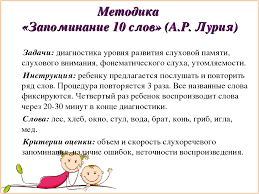 Методика
«Запоминание 10 слов» (А.Р. Лурия)
Задачи: диагностика уровня развития слуховой памяти,
слухового внимания, фонематического слуха, утомляемости.
Инструкция: ребенку предлагается послушать и повторить
ряд слов. Процедура повторяется 3 раза. Все названные слова
фиксируются. Четвертый раз ребенок воспроизводит слова
через 20-30 минут в конце диагностики.
Слова: лес, хлеб, окно, стул, вода, брат, конь, гриб, игла,
мед.
Критерии оценки: объем и скорость слухоречевого
запоминания, наличие ошибок, неточности воспроизведения.